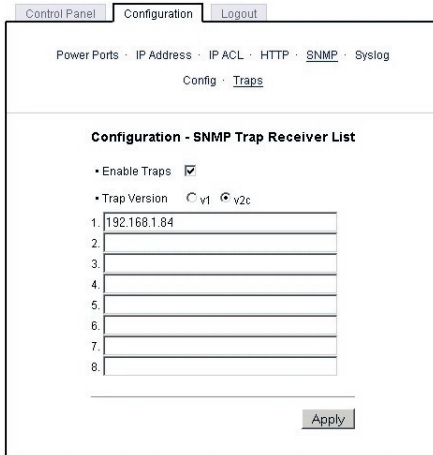 Control Panel Configuration Logout
Power Ports · IP Address · IP ACL · HTTP · SNMP · Syslog
Config · Traps
Configuration - SNMP Trap Receiver List
• Enable Traps
• Trap Version v1 v2c
1. 192.168.1.84
2.
3.
4.
5.
6.
7.
8.
Apply